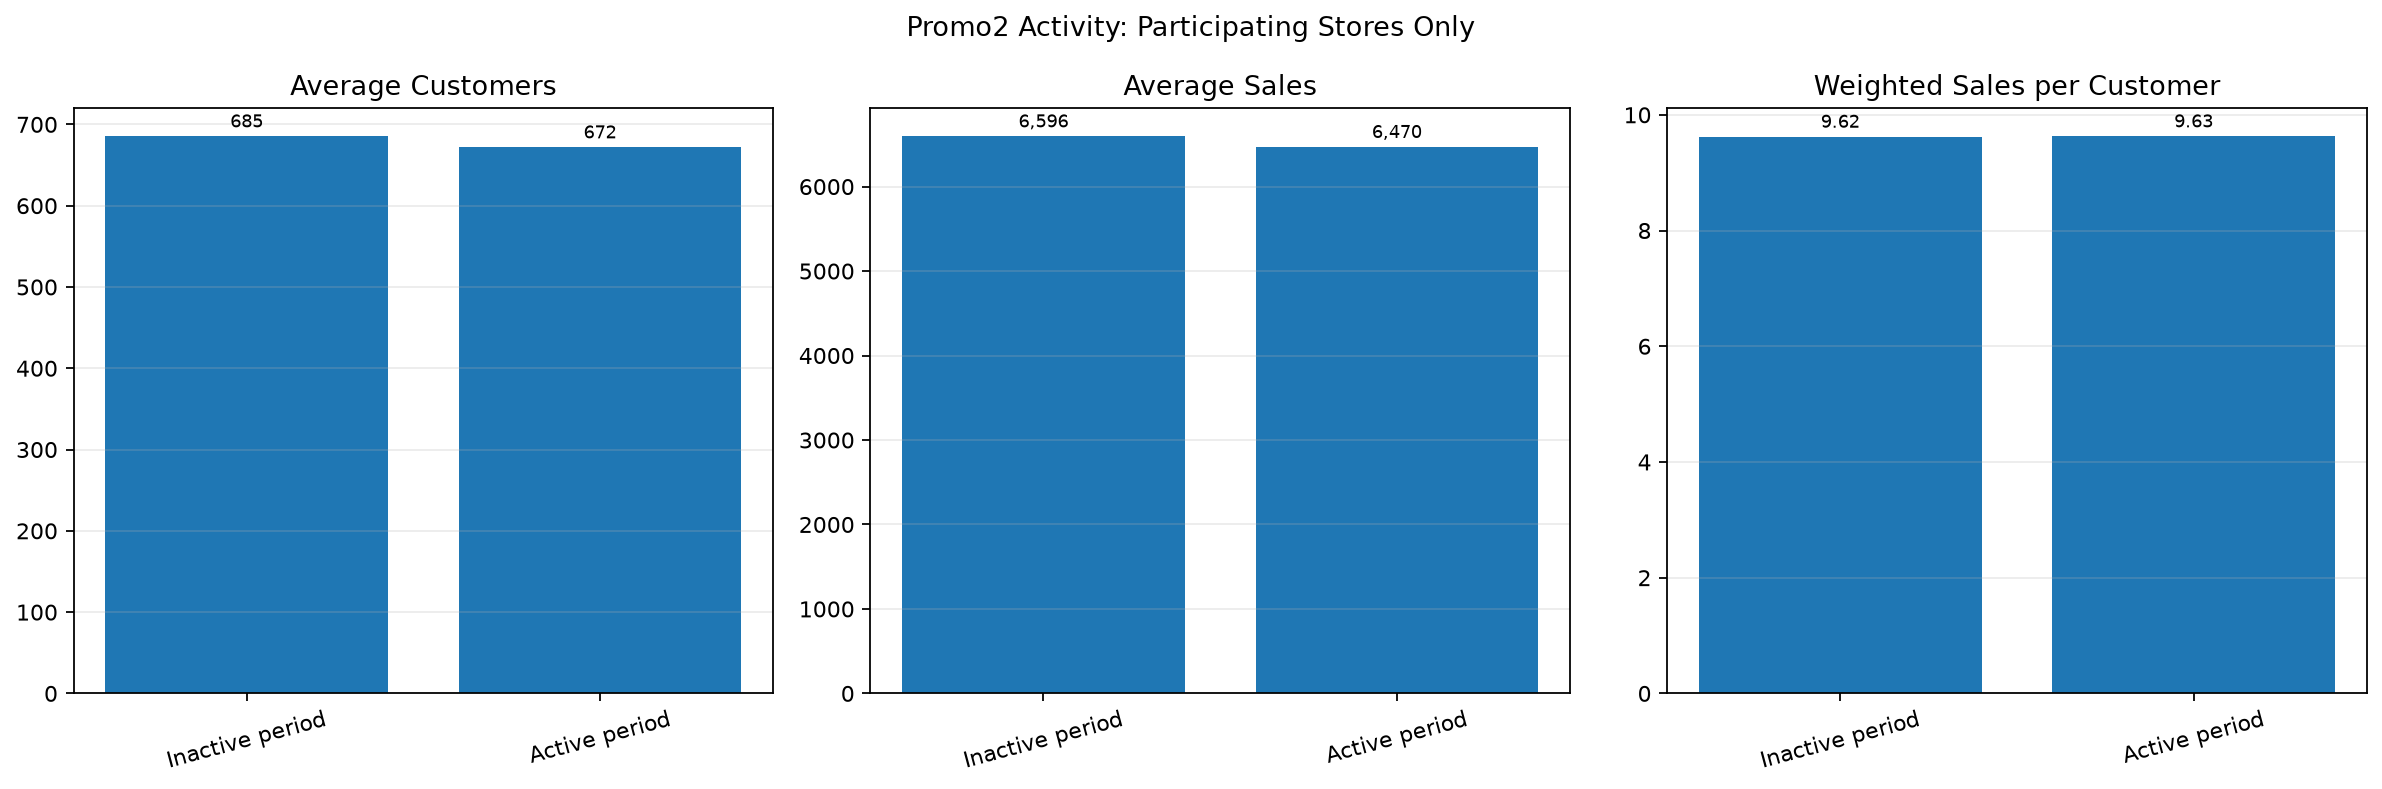 Promo2 Activity: Participating Stores Only
Average Customers
700
600
500
400
300
200
100
0
685
672
Inactive period
Active period
Average Sales
6000
5000
4000
3000
2000
1000
0
6,596
6,470
Inactive period
Active period
Weighted Sales per Customer
10
8
6
4
2
0
9.62
9.63
Inactive period
Active period